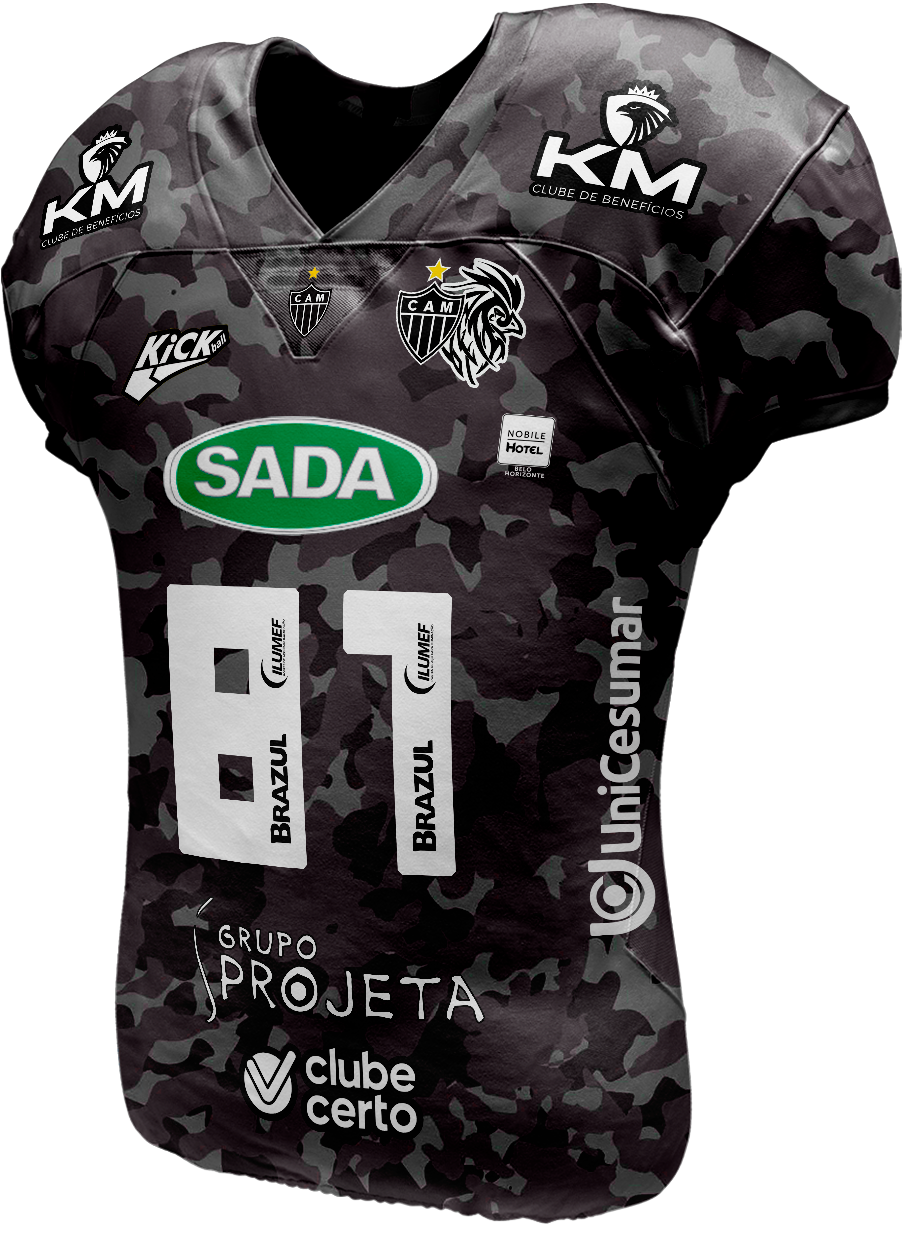 KM
CLUBE DE BENEFÍCIOS
KM
CLUBE DE BENEFÍCIOS
CAM
CAM
KiCK
ball
SADA
NOBILE
HOTEL
BELO
HORIZONTE
81
ILUMEF
BRAZUL
ILUMEF
BRAZUL
UniCesumar
GRUPO
PROJETA
clube
certo